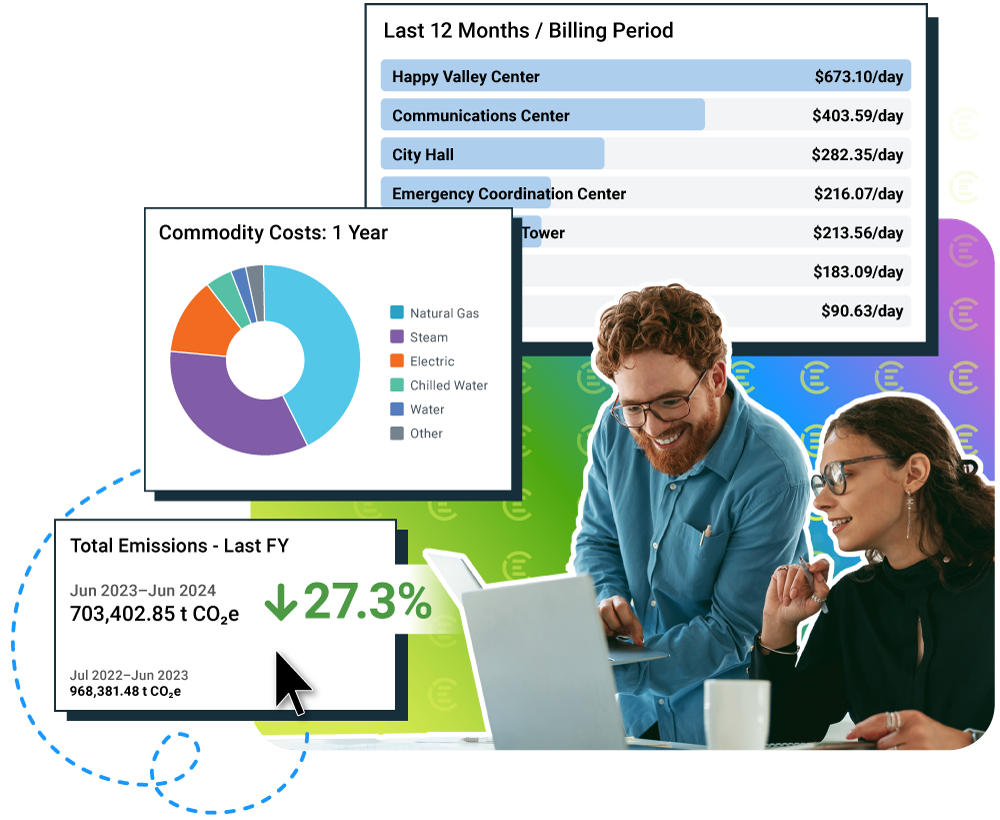 Last 12 Months / Billing Period
Happy Valley Center $673.10/day
Communications Center $403.59/day
City Hall $282.35/day
Emergency Coordination Center $216.07/day
Tower $213.56/day
$183.09/day
$90.63/day
Commodity Costs: 1 Year
Natural Gas
Steam
Electric
Chilled Water
Water
Other
Total Emissions - Last FY
Jun 2023–Jun 2024
703,402.85 t CO₂e
↓27.3%
Jul 2022–Jun 2023
968,381.48 t CO₂e